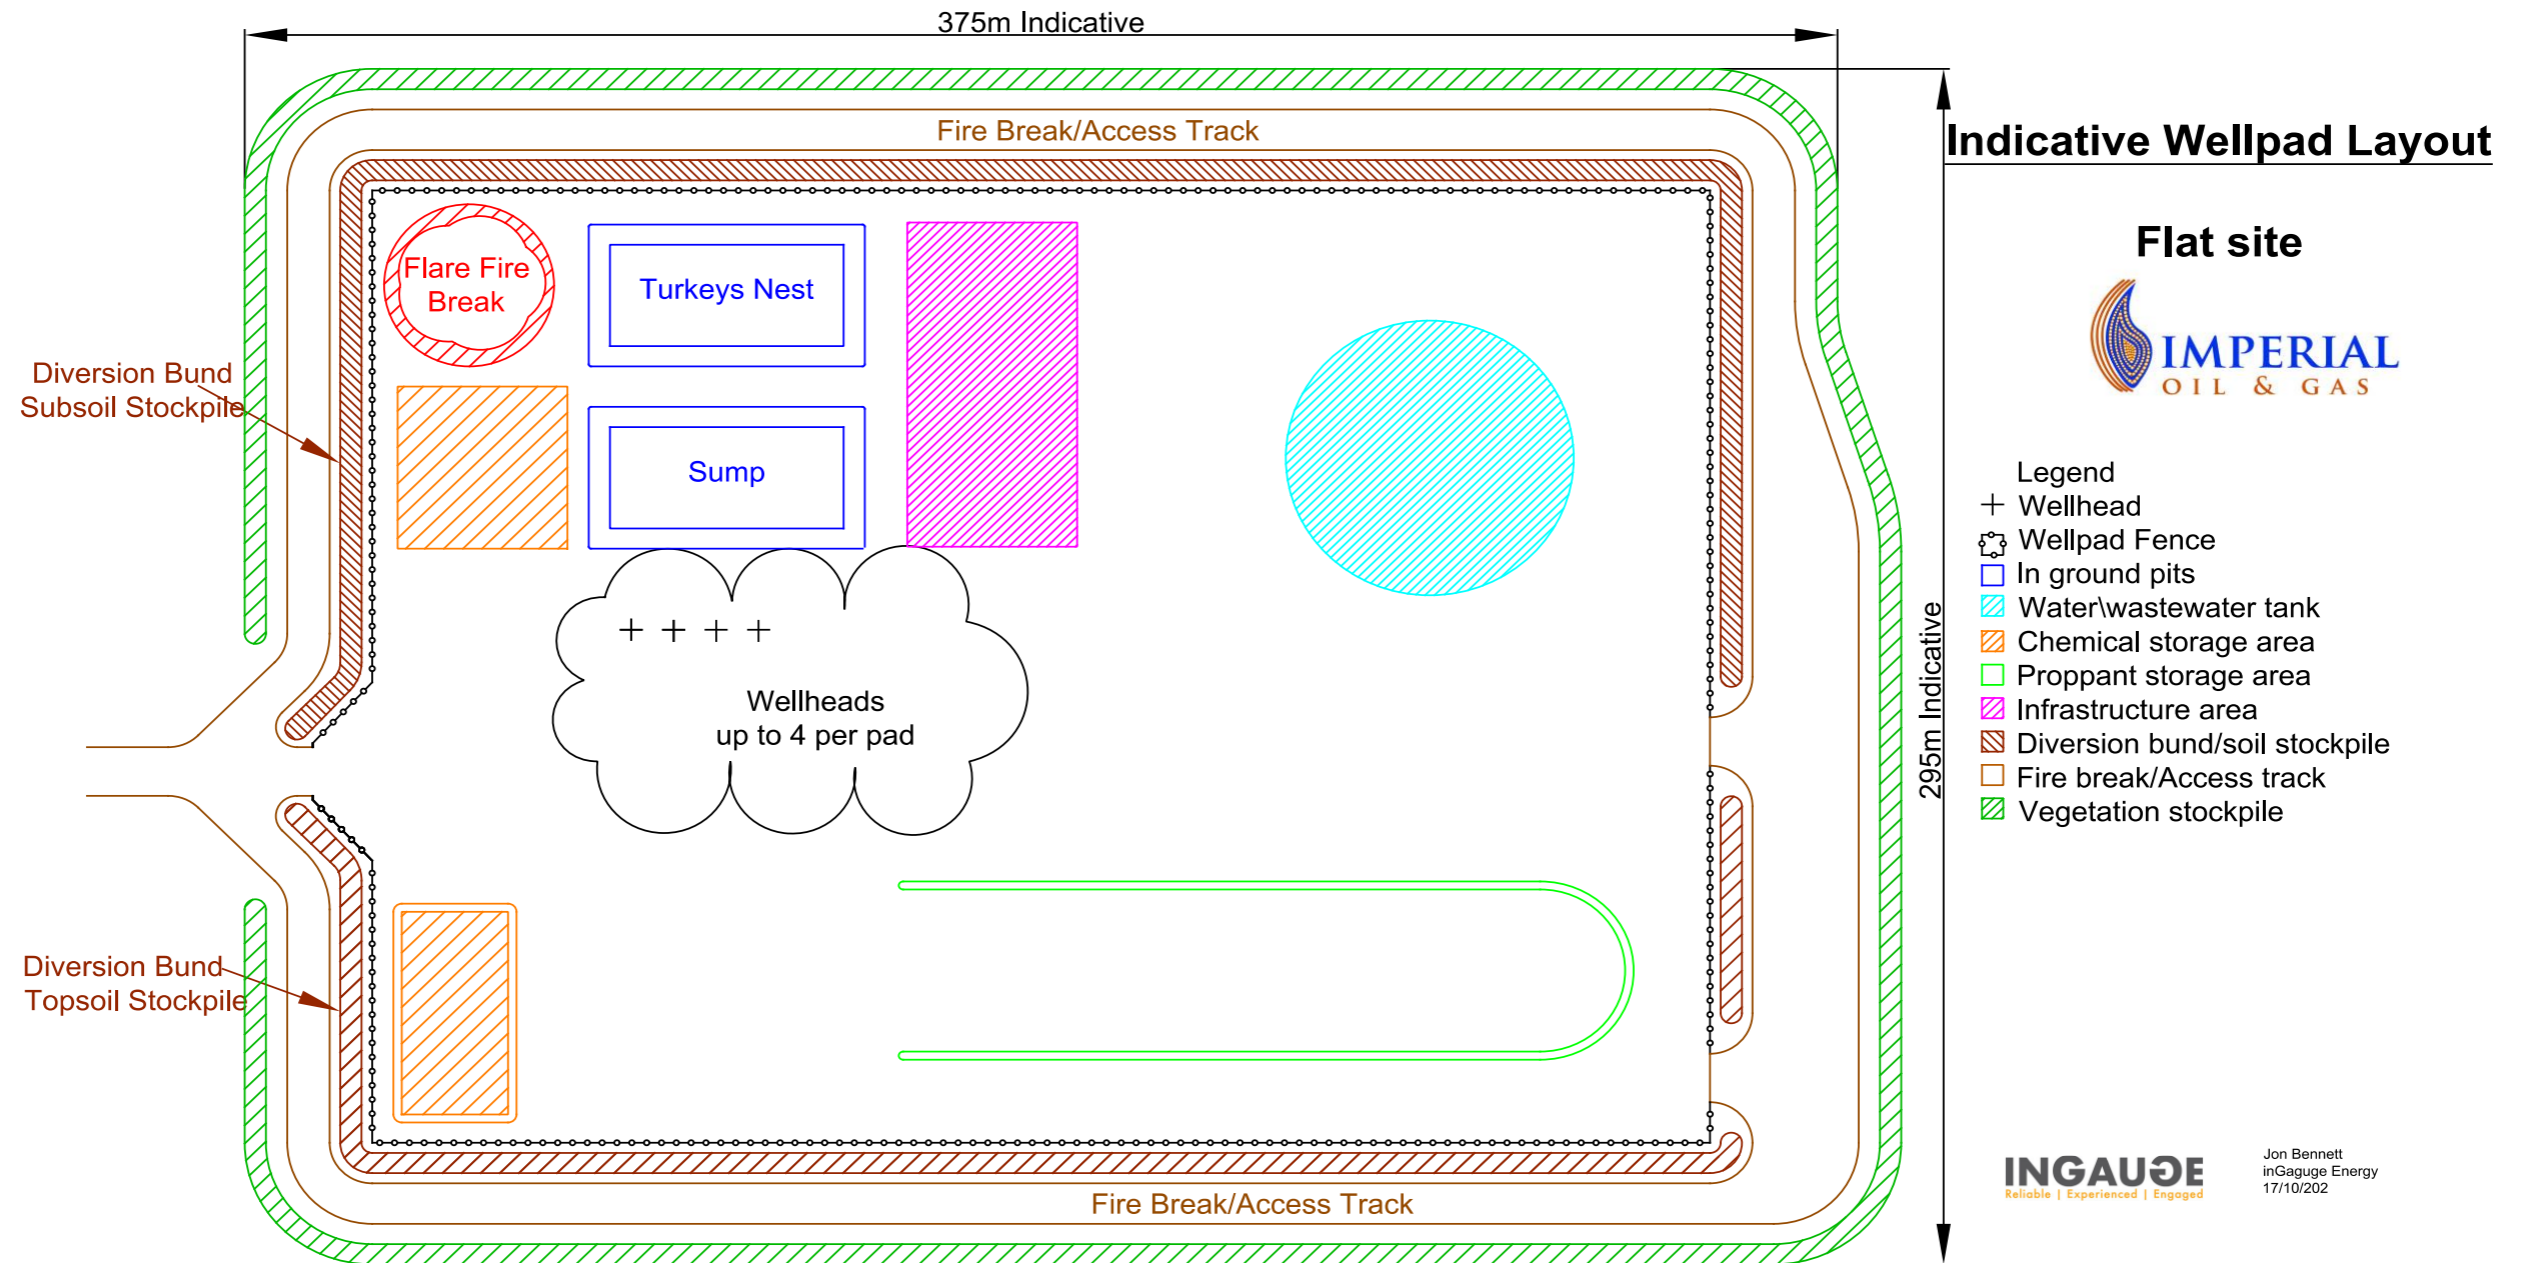 375m Indicative
Fire Break/Access Track
Indicative Wellpad Layout
Flat site
IMPERIAL
OIL & GAS
Flare Fire
Break
Turkeys Nest
Diversion Bund
Subsoil Stockpile
Sump
Wellheads
up to 4 per pad
295m Indicative
Legend
Wellhead
Wellpad Fence
In ground pits
Water\wastewater tank
Chemical storage area
Proppant storage area
Infrastructure area
Diversion bund/soil stockpile
Fire break/Access track
Vegetation stockpile
Diversion Bund
Topsoil Stockpile
Fire Break/Access Track
INGAUGE
Reliable | Experienced | Engaged
Jon Bennett
inGaguge Energy
17/10/202